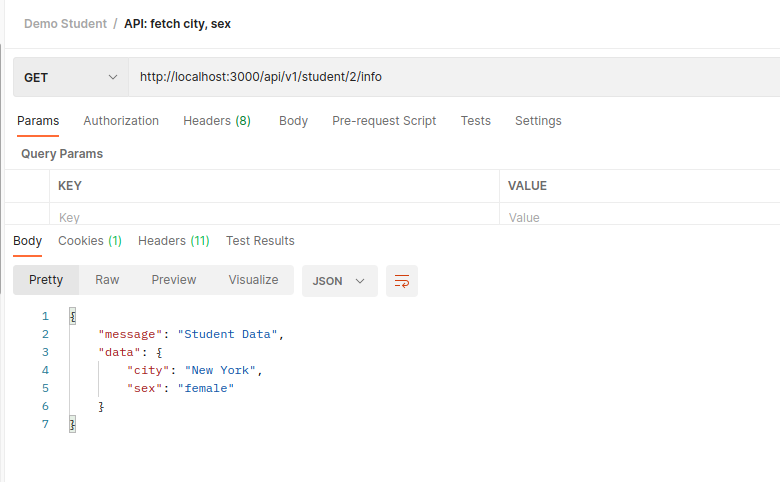 Demo Student / API: fetch city, sex
GET http://localhost:3000/api/v1/student/2/info
Params Authorization Headers (8) Body Pre-request Script Tests Settings
Query Params
KEY VALUE
Key Value
Body Cookies (1) Headers (11) Test Results
Pretty Raw Preview Visualize JSON
1 {
2 "message": "Student Data",
3 "data": {
4 "city": "New York",
5 "sex": "female"
6 }
7 }